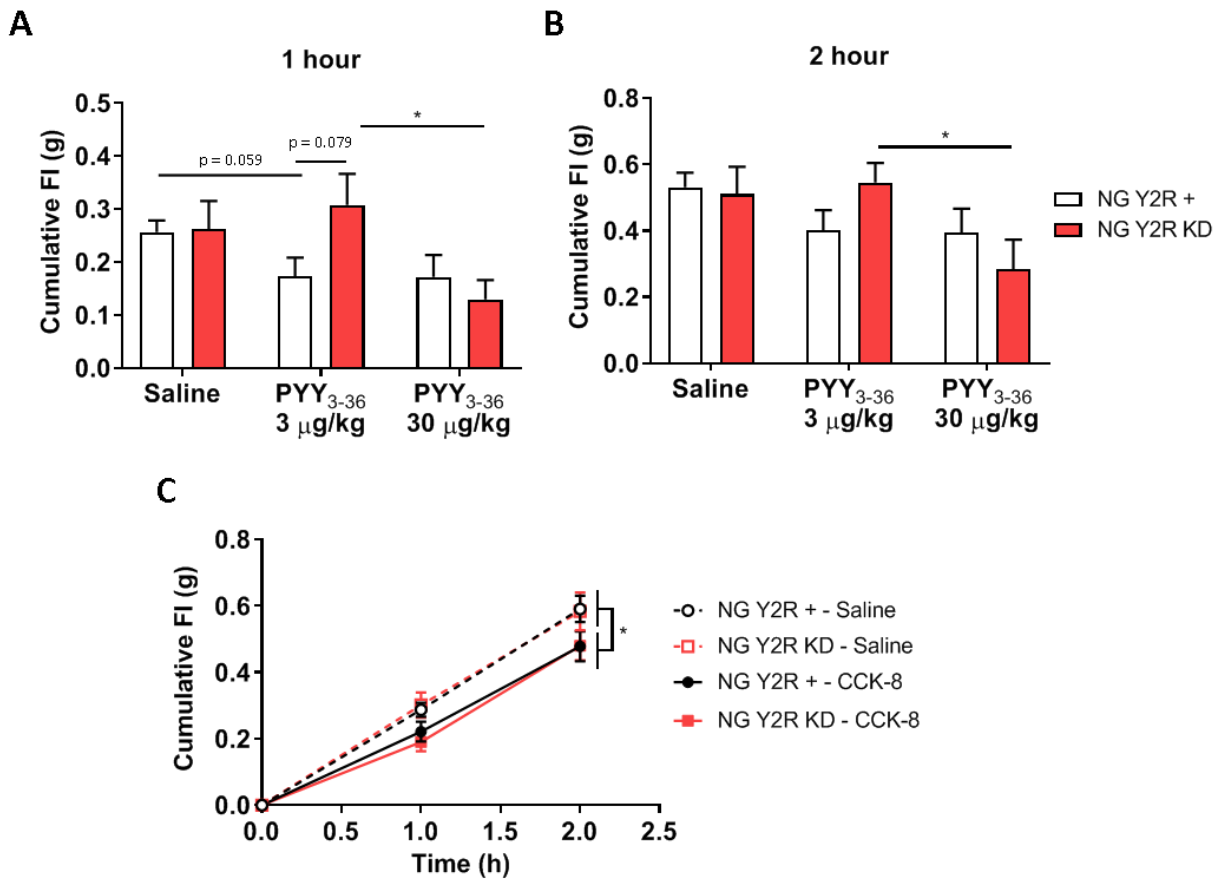 A
1 hour
Cumulative FI (g)
0.5
0.4
0.3
0.2
0.1
0.0
p = 0.059
p = 0.079
*
Saline
PYY3-36
3 μg/kg
PYY3-36
30 μg/kg
B
2 hour
Cumulative FI (g)
0.8
0.6
0.4
0.2
0.0
*
Saline
PYY3-36
3 μg/kg
PYY3-36
30 μg/kg
NG Y2R +
NG Y2R KD
C
Cumulative FI (g)
0.8
0.6
0.4
0.2
0.0
0.0 0.5 1.0 1.5 2.0 2.5
Time (h)
*
NG Y2R + - Saline
NG Y2R KD - Saline
NG Y2R + - CCK-8
NG Y2R KD - CCK-8